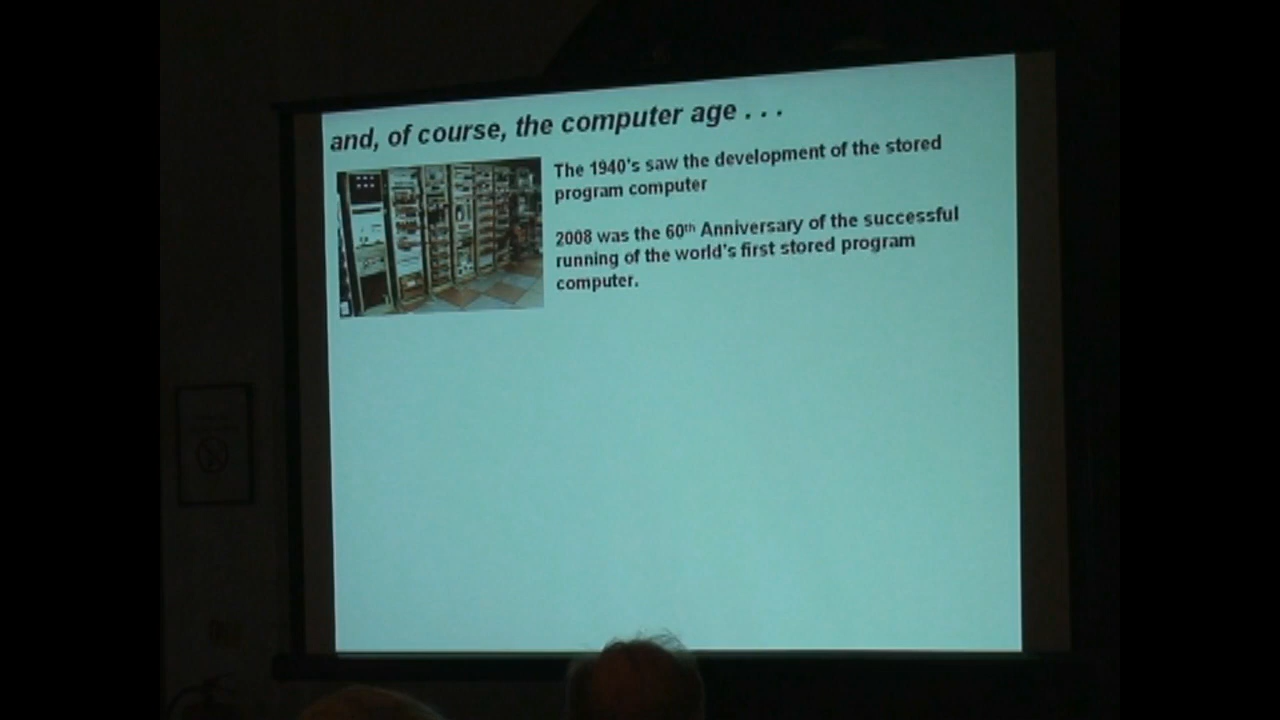 and, of course, the computer age . . .
The 1940's saw the development of the stored
program computer
2008 was the 60th Anniversary of the successful
running of the world's first stored program
computer.